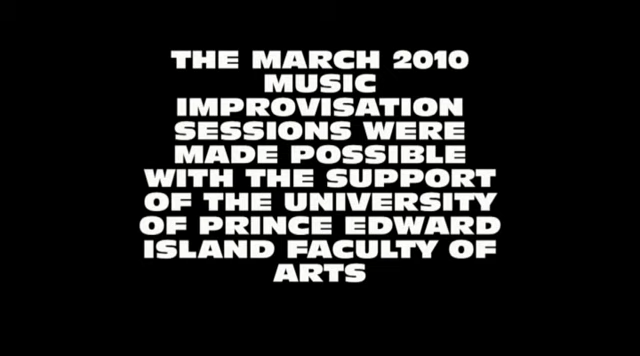 THE MARCH 2010
MUSIC
IMPROVISATION
SESSIONS WERE
MADE POSSIBLE
WITH THE SUPPORT
OF THE UNIVERSITY
OF PRINCE EDWARD
ISLAND FACULTY OF
ARTS